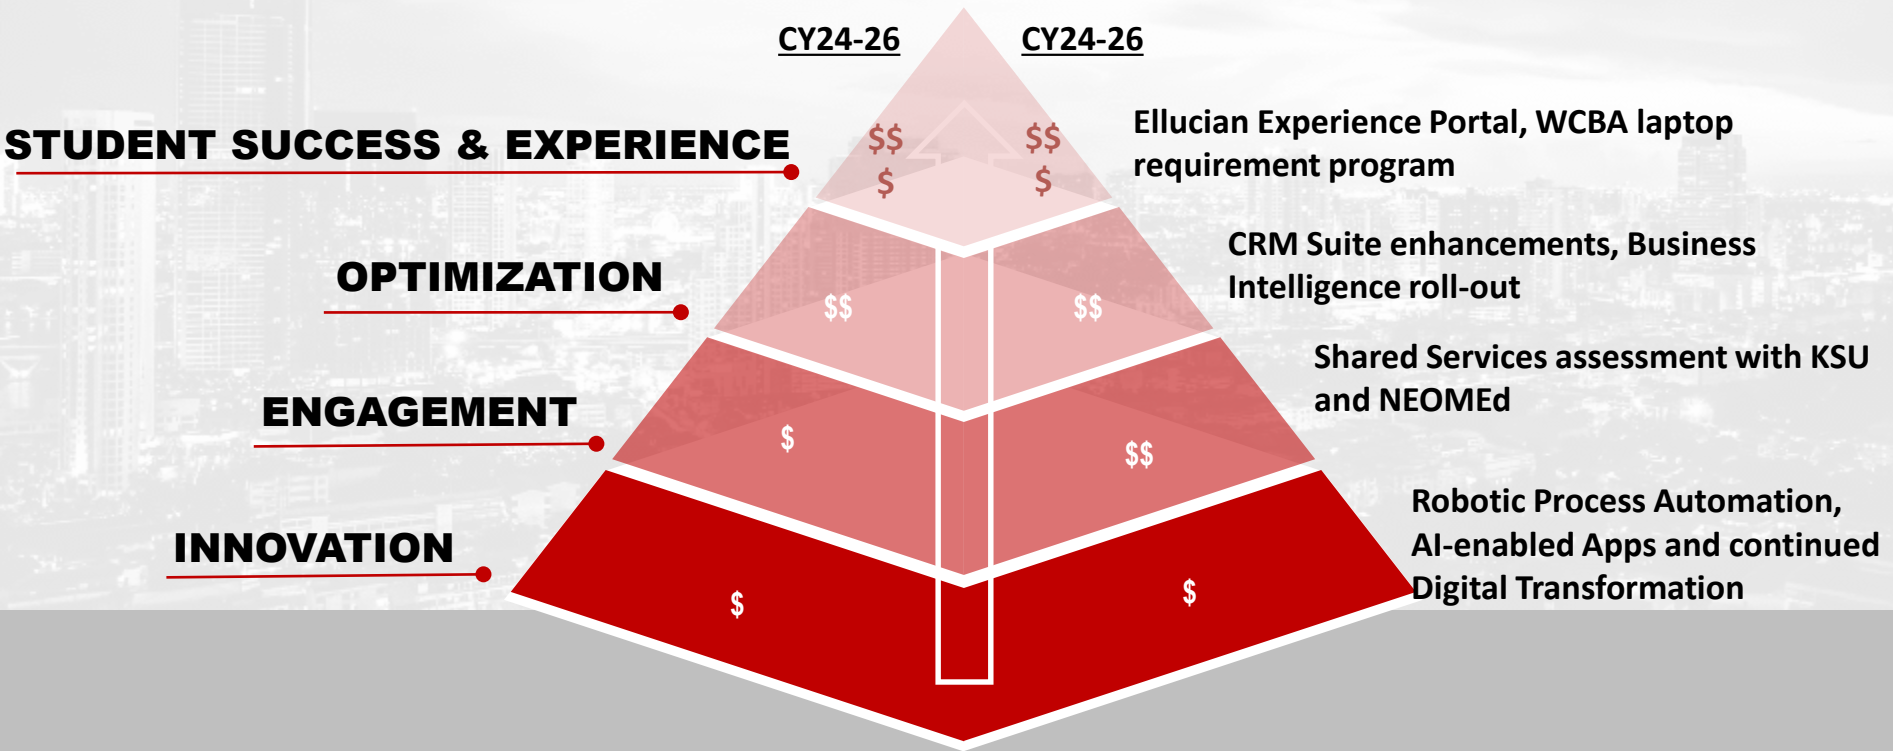 CY24-26
CY24-26
STUDENT SUCCESS & EXPERIENCE
$$
$
$$
$
Ellucian Experience Portal, WCBA laptop
requirement program
OPTIMIZATION
$$
$$
CRM Suite enhancements, Business
Intelligence roll-out
ENGAGEMENT
$
$$
Shared Services assessment with KSU
and NEOMEd
INNOVATION
$
$
Robotic Process Automation,
AI-enabled Apps and continued
Digital Transformation